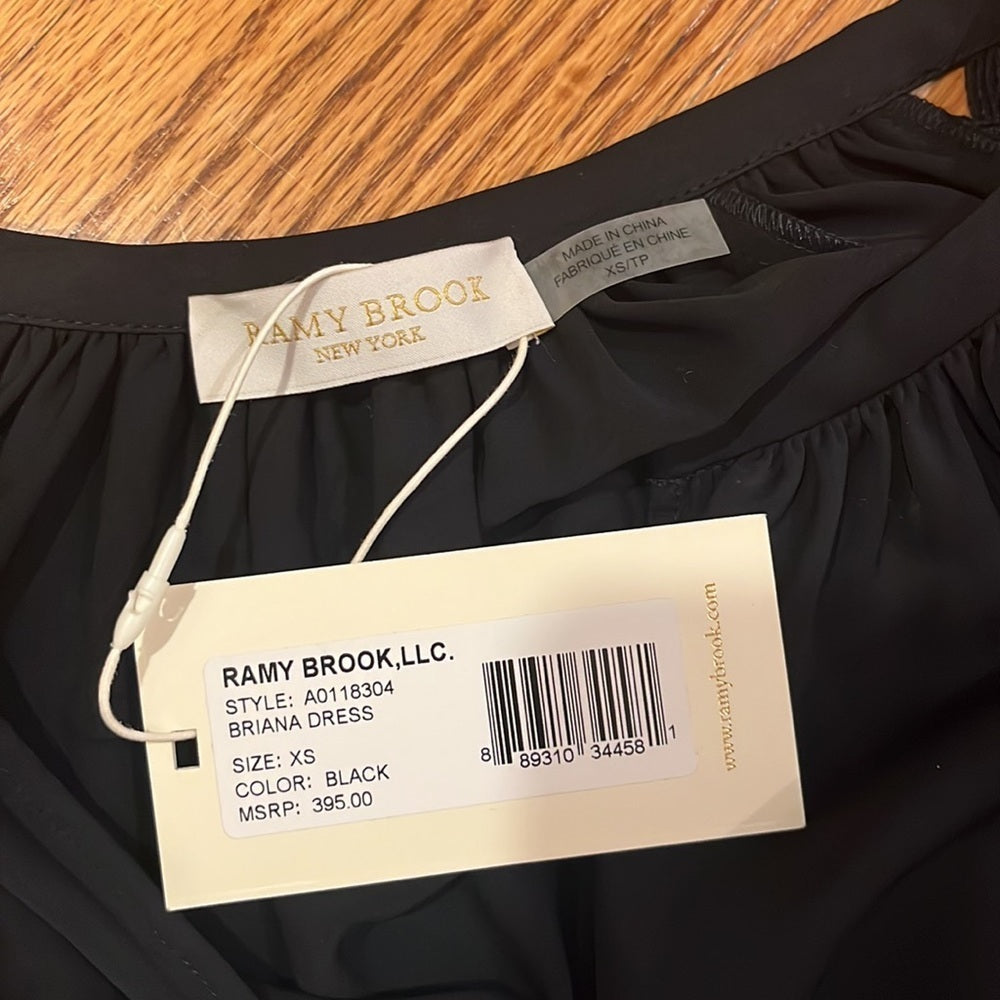 RAMY BROOK
NEW YORK
MADE IN CHINA
FABRIQUÉ EN CHINE
XS/TP
RAMY BROOK,LLC.
STYLE: A0118304
BRIANA DRESS
SIZE: XS
COLOR: BLACK
MSRP: 395.00
8 89310 34458 1
www.ramybrook.com